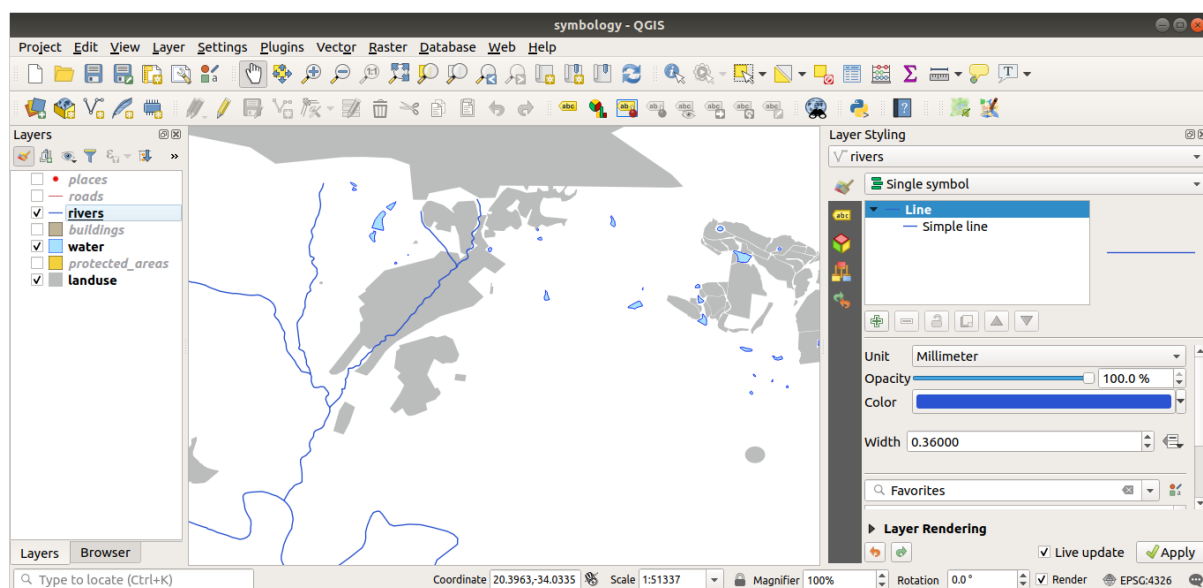 symbology - QGIS
Project Edit View Layer Settings Plugins Vector Raster Database Web Help
Layers
places
roads
rivers
buildings
water
protected_areas
landuse
Layers Browser
Layer Styling
rivers
Single symbol
Line
Simple line
Unit Millimeter
Opacity 100.0 %
Color
Width 0.36000
Favorites
Layer Rendering
Live update Apply
Type to locate (Ctrl+K) Coordinate 20.3963,-34.0335 Scale 1:51337 Magnifier 100% Rotation 0.0 ° Render EPSG:4326